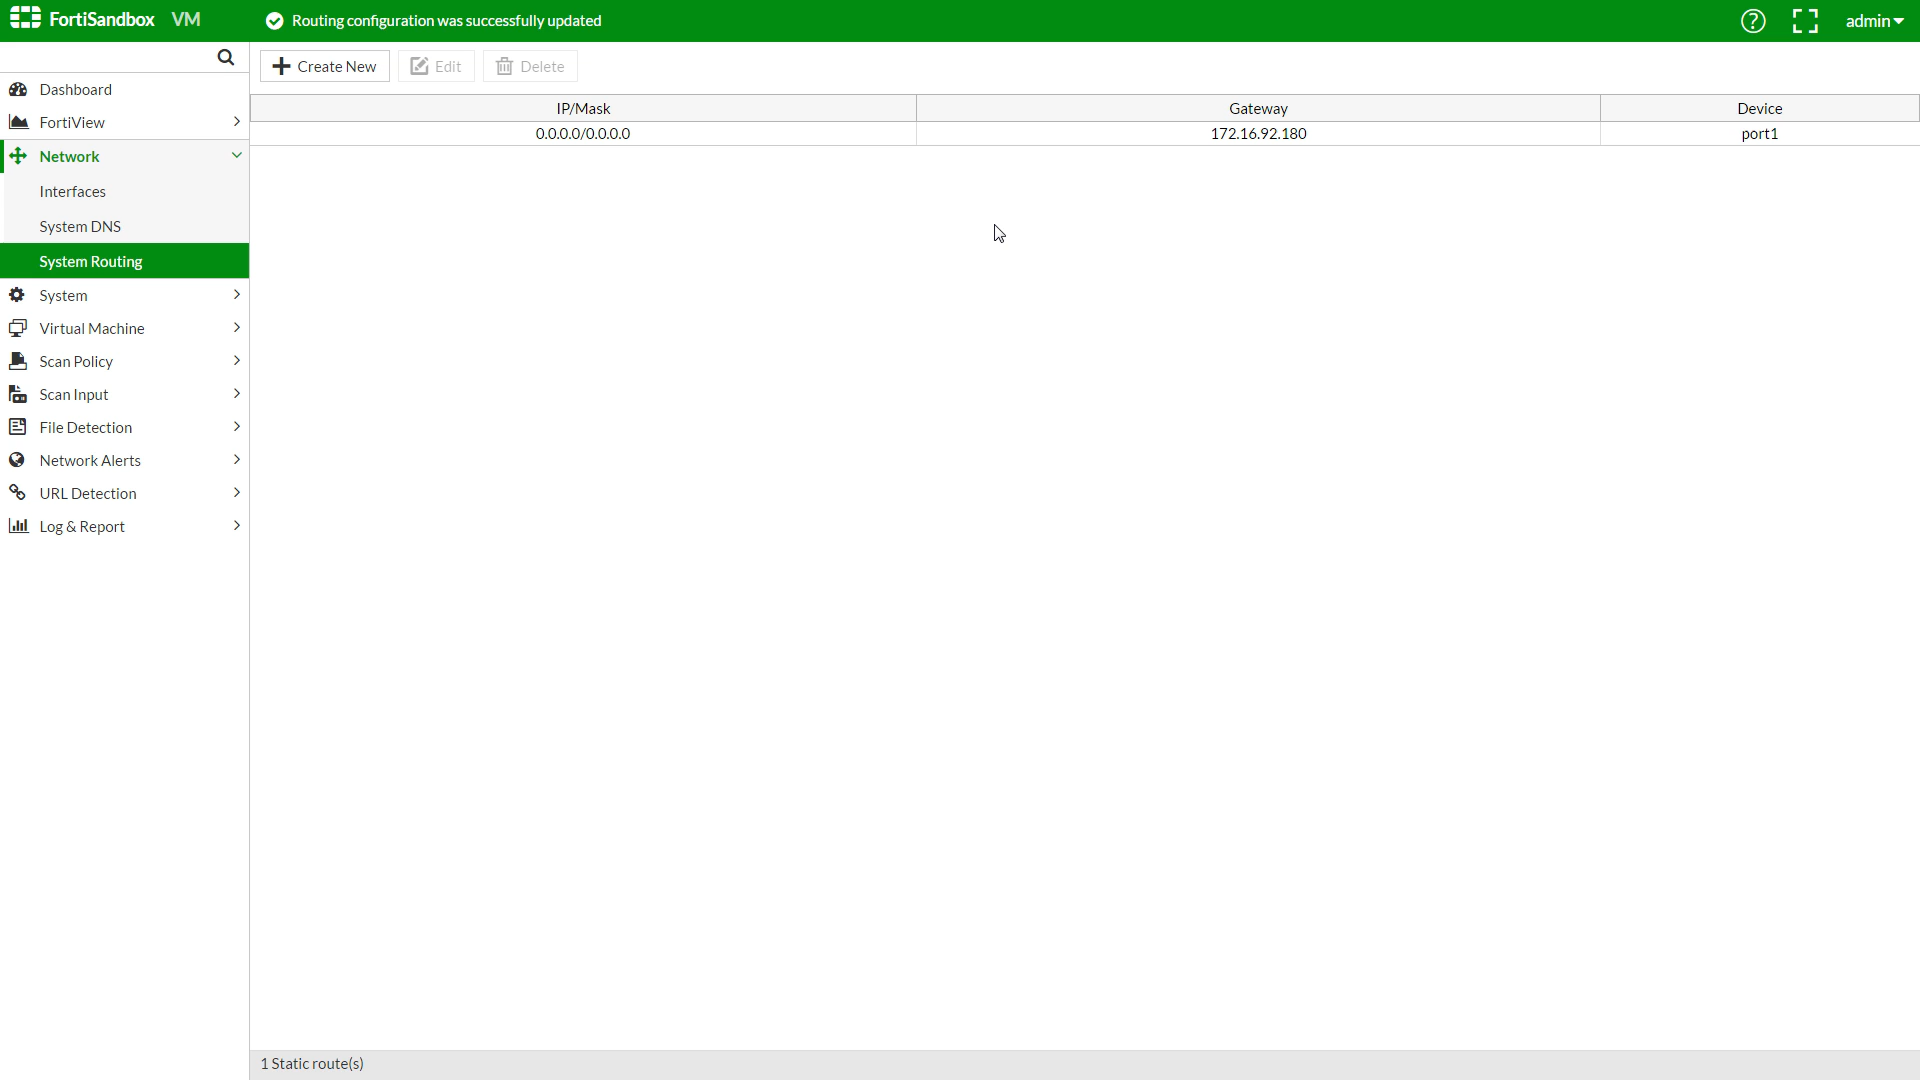 FortiSandbox VM
Routing configuration was successfully updated
admin
Create New
Edit
Delete
Dashboard
FortiView
Network
Interfaces
System DNS
System Routing
System
Virtual Machine
Scan Policy
Scan Input
File Detection
Network Alerts
URL Detection
Log & Report
IP/Mask Gateway Device
0.0.0.0/0.0.0.0 172.16.92.180 port1
1 Static route(s)